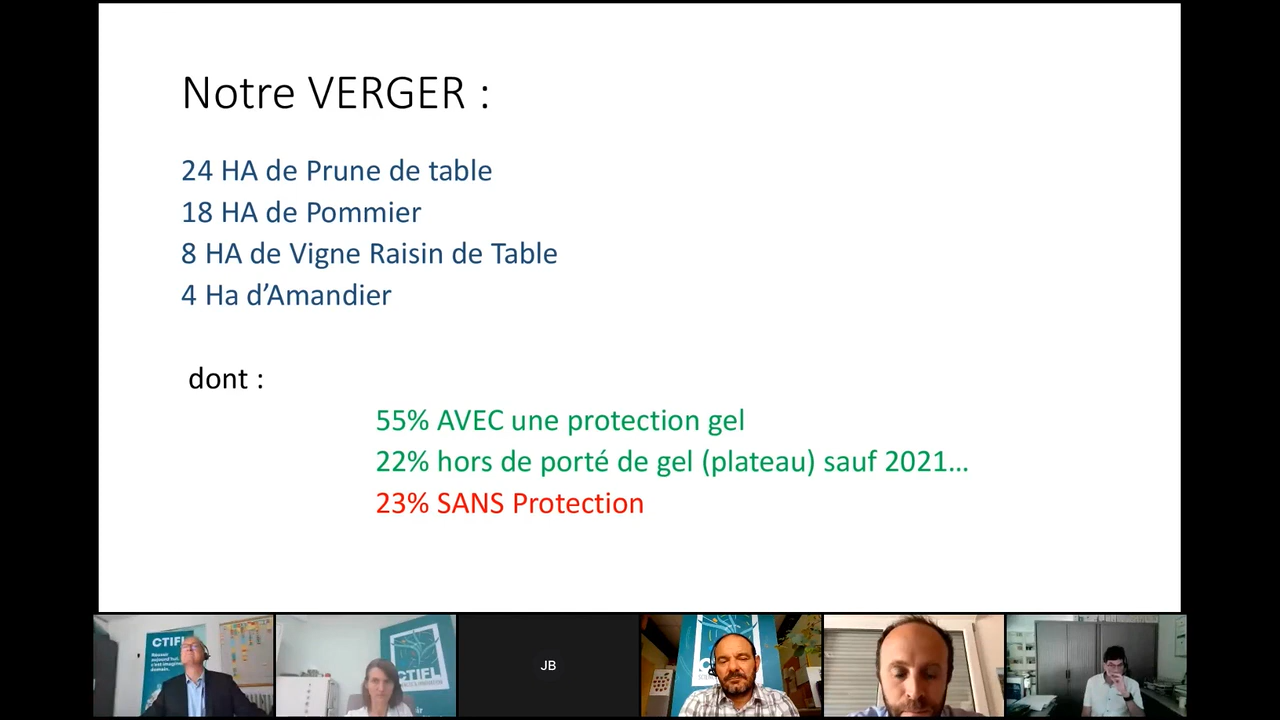 Notre VERGER :
24 HA de Prune de table
18 HA de Pommier
8 HA de Vigne Raisin de Table
4 Ha d’Amandier
dont :
55% AVEC une protection gel
22% hors de porté de gel (plateau) sauf 2021…
23% SANS Protection
CTIFL
CTIFL
JB